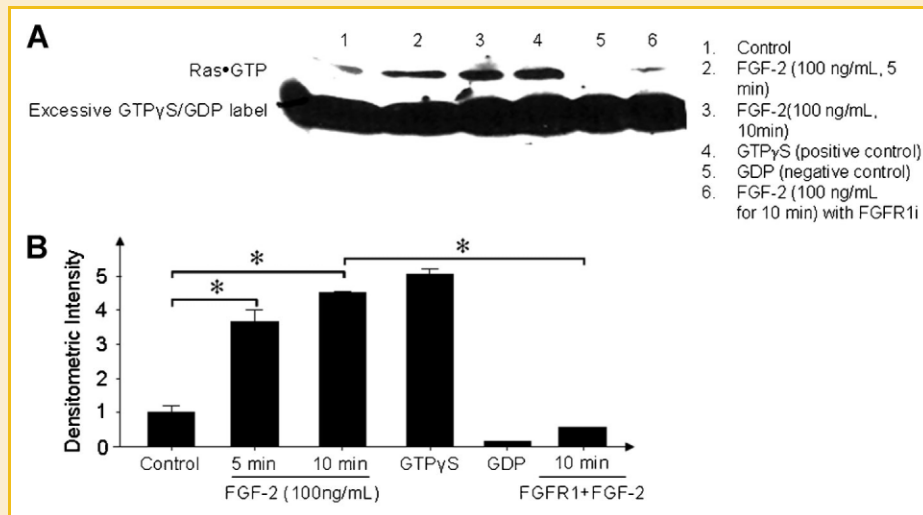 A
1 2 3 4 5 6
Ras•GTP
Excessive GTPγS/GDP label
1. Control
2. FGF-2 (100 ng/mL, 5
min)
3. FGF-2(100 ng/mL,
10min)
4. GTPγS (positive control)
5. GDP (negative control)
6. FGF-2 (100 ng/mL
for 10 min) with FGFR1i
B
Densitometric Intensity
5
4
3
2
1
0
* * *
Control 5 min 10 min GTPγS GDP 10 min
FGF-2 (100ng/mL) FGFR1+FGF-2